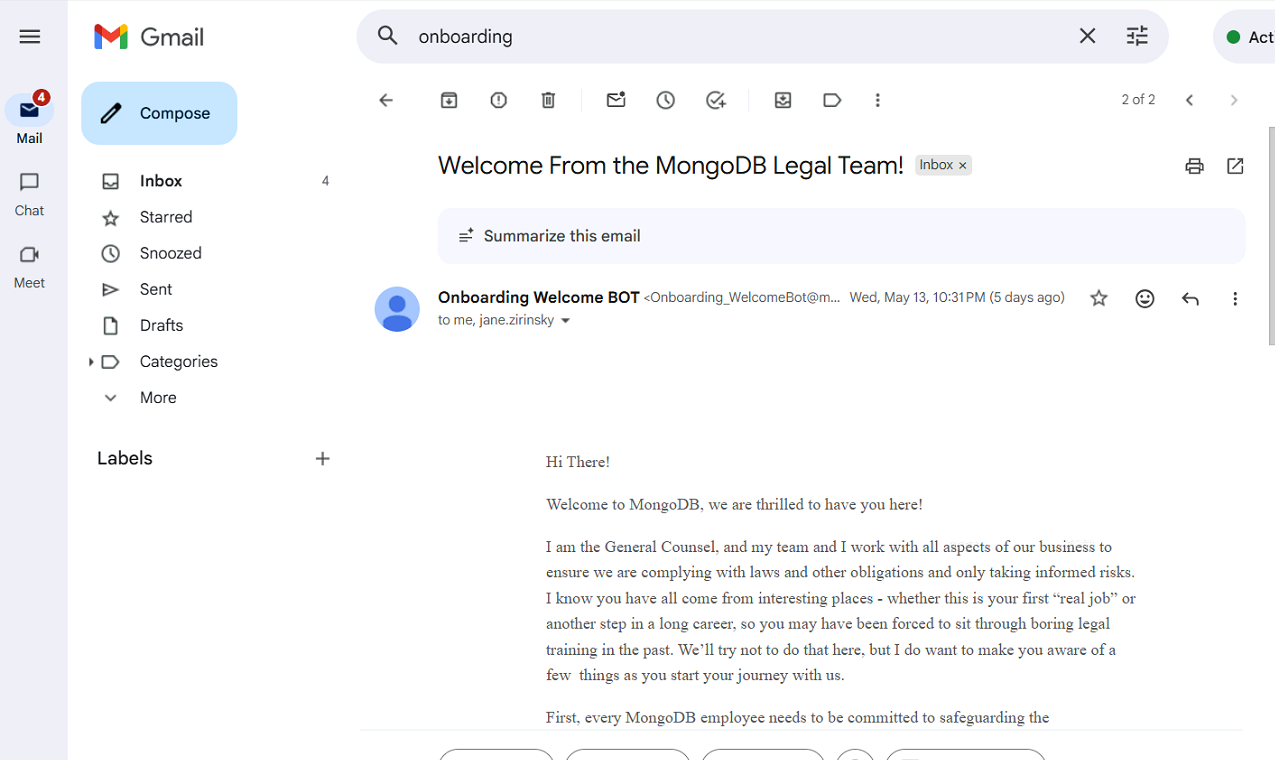 Gmail
onboarding
Act
4
Mail
Compose
2 of 2
Chat
Meet
Inbox 4
Starred
Snoozed
Sent
Drafts
Categories
More
Labels
Welcome From the MongoDB Legal Team! Inbox ×
Summarize this email
Onboarding Welcome BOT <Onboarding_WelcomeBot@m... Wed, May 13, 10:31 PM (5 days ago)
to me, jane.zirinsky
Hi There!
Welcome to MongoDB, we are thrilled to have you here!
I am the General Counsel, and my team and I work with all aspects of our business to
ensure we are complying with laws and other obligations and only taking informed risks.
I know you have all come from interesting places - whether this is your first “real job” or
another step in a long career, so you may have been forced to sit through boring legal
training in the past. We’ll try not to do that here, but I do want to make you aware of a
few  things as you start your journey with us.
First, every MongoDB employee needs to be committed to safeguarding the